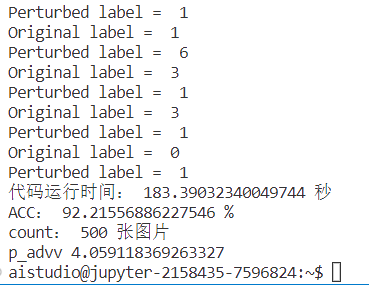 Perturbed label =  1
Original label =  1
Perturbed label =  6
Original label =  3
Perturbed label =  1
Original label =  3
Perturbed label =  1
Original label =  0
Perturbed label =  1
代码运行时间： 183.39032340049744 秒
ACC： 92.21556886227546 %
count： 500 张图片
p_advv 4.059118369263327
aistudio@jupyter-2158435-7596824:~$